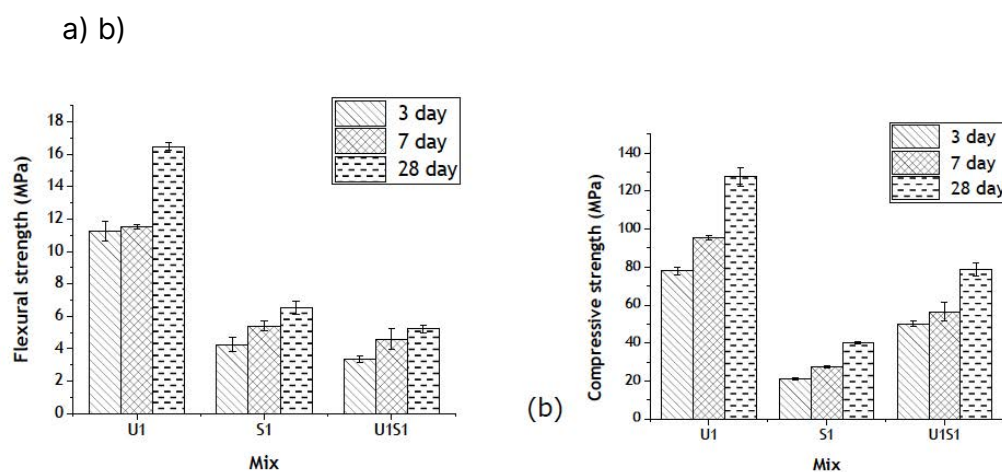 a) b)
3 day
7 day
28 day
18
16
14
12
10
8
6
4
2
0
Flexural strength (MPa)
U1 S1 U1S1
Mix
(b)
3 day
7 day
28 day
140
120
100
80
60
40
20
0
Compressive strength (MPa)
U1 S1 U1S1
Mix